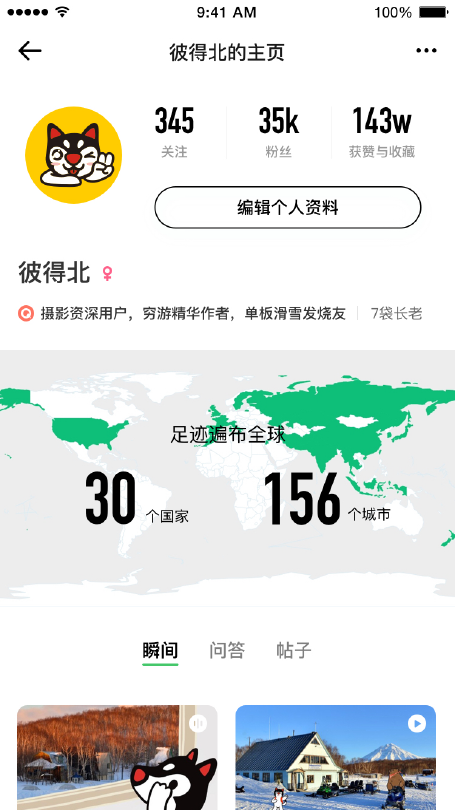 9:41 AM
100%
彼得北的主页
345
35k
143w
关注
粉丝
获赞与收藏
编辑个人资料
彼得北
摄影资深用户，穷游精华作者，单板滑雪发烧友
7袋长老
足迹遍布全球
30 个国家
156 个城市
瞬间
问答
帖子